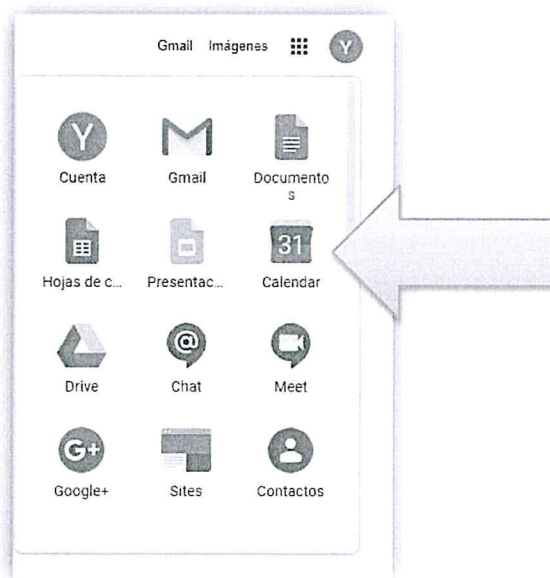 Gmail Imágenes Y
Y
Cuenta Gmail Documento
s
31
Hojas de c... Presentac... Calendar
@
Drive Chat Meet
G+
Google+ Sites Contactos